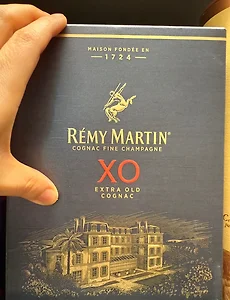 MAISON FONDÉE EN
1724
RÉMY MARTIN®
COGNAC FINE CHAMPAGNE
XO
EXTRA OLD
COGNAC